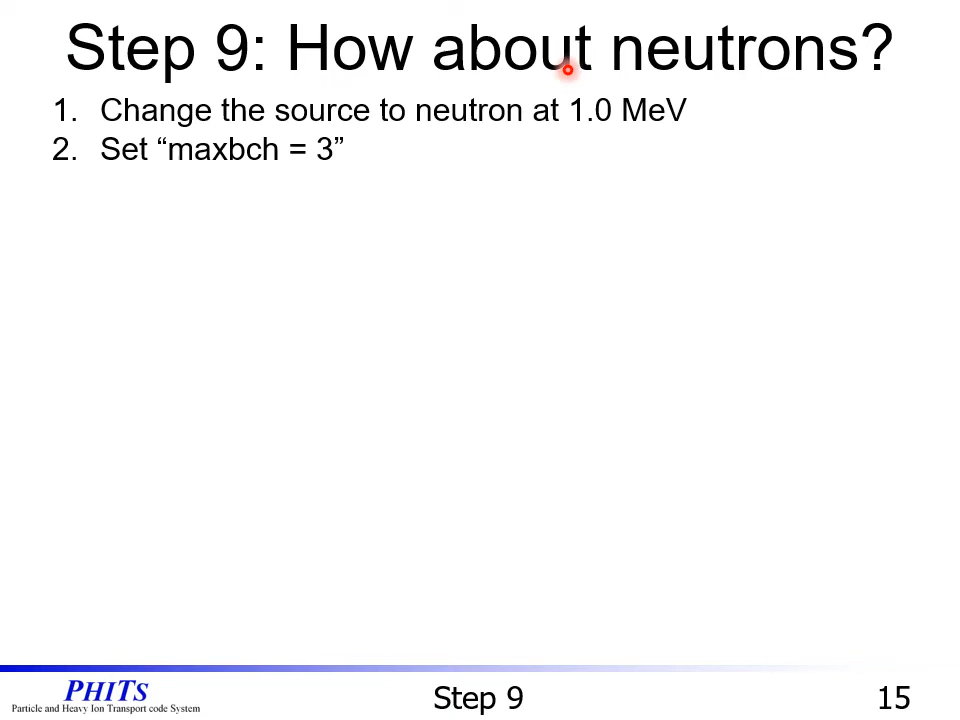 Step 9: How about neutrons?
1. Change the source to neutron at 1.0 MeV
2. Set “maxbch = 3”
PHITS
Particle and Heavy Ion Transport code System
Step 9
15